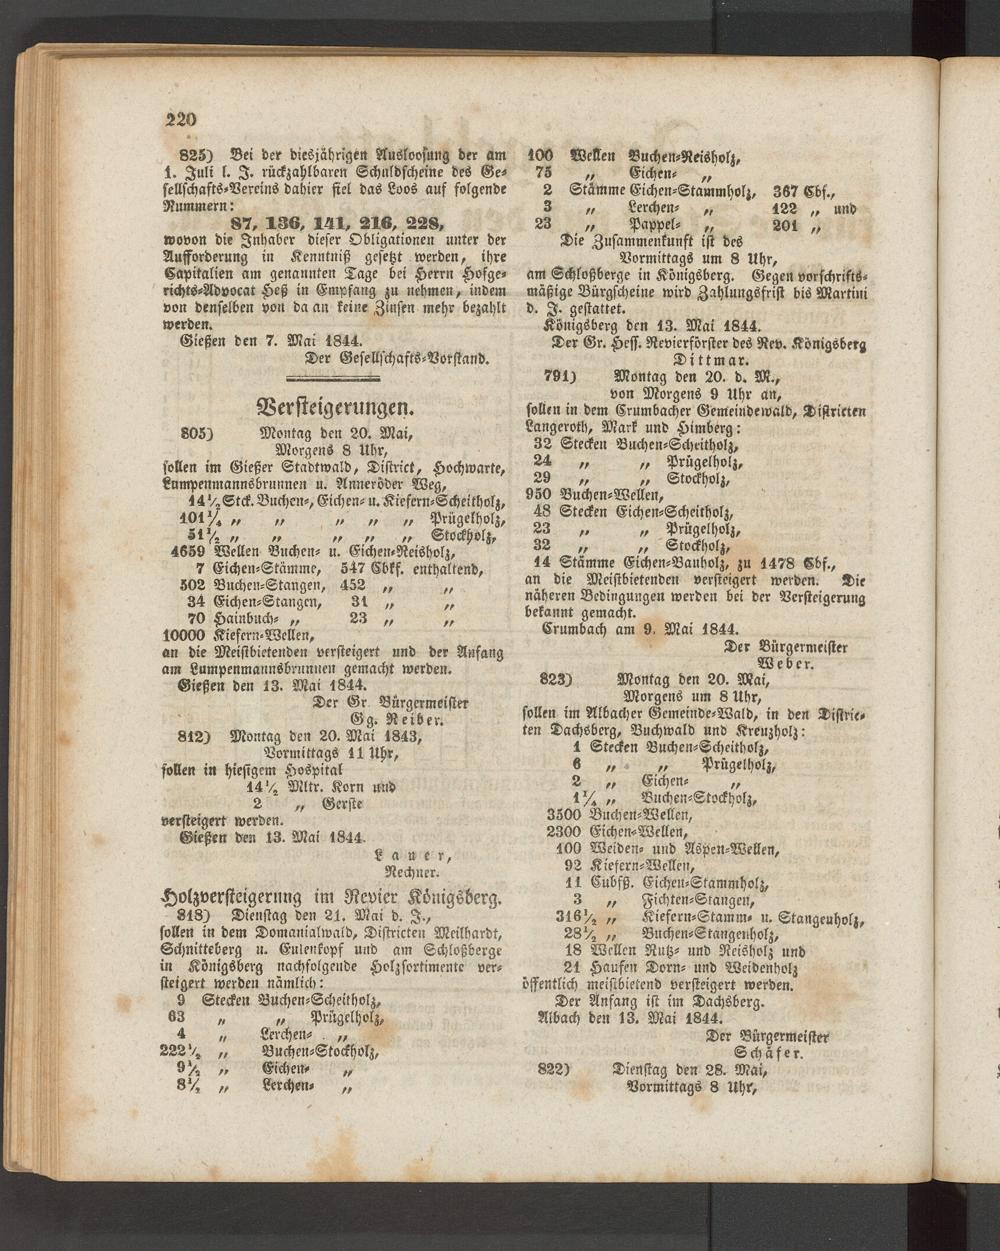 220
825) Bei der diesjährigen Ausloosung der am
1. Juli l. J. rückzahlbaren Schuldscheine des Ge-
sellschafts-Vereins dahier fiel das Loos auf folgende
Nummern:
87, 136, 141, 216, 228,
wovon die Inhaber dieser Obligationen unter der
Aufforderung in Kenntniß gesetzt werden, ihre
Capitalien am genannten Tage bei Herrn Hofge-
richts-Advocat Heß in Empfang zu nehmen, indem
von denselben von da an keine Zinsen mehr bezahlt
werden.
Gießen den 7. Mai 1844.
Der Gesellschafts-Vorstand.
Versteigerungen.
805) Montag den 20. Mai,
Morgens 8 Uhr,
sollen im Gießer Stadtwald, District, Hochwarte,
Lumpenmannsbrunnen u. Anneröder Weg,
14½ Stck. Buchen-, Eichen- u. Kiefern-Scheitholz,
101¼ „ „ „ „ „ Prügelholz,
51½ „ „ „ „ „ Stockholz,
4659 Wellen Buchen- u. Eichen-Reisholz,
7 Eichen-Stämme, 547 Cbkf. enthaltend,
502 Buchen-Stangen, 452 „ „
34 Eichen-Stangen, 31 „ „
70 Hainbuch- „ 23 „ „
10000 Kiefern-Wellen,
an die Meistbietenden versteigert und der Anfang
am Lumpenmannsbrunnen gemacht werden.
Gießen den 13. Mai 1844.
Der Gr Bürgermeister
Gg. Reiber.
812) Montag den 20. Mai 1843,
Vormittags 11 Uhr,
sollen in hiesigem Hospital
14½ Mltr. Korn und
2 „ Gerste
versteigert werden.
Gießen den 13. Mai 1844.
Lauer,
Rechner.
Holzversteigerung im Revier Königsberg.
818) Dienstag den 21. Mai d. J.,
sollen in dem Domanialwald, Districten Meilhardt,
Schnitteberg u. Eulenkopf und am Schloßberge
in Königsberg nachfolgende Holzsortimente ver-
steigert werden nämlich:
9 Stecken Buchen-Scheitholz,
63 „ „ Prügelholz,
4 „ Lerchen- „
222½ „ Buchen-Stockholz,
9½ „ Eichen- „
8½ „ Lerchen- „
100 Wellen Buchen-Reisholz,
75 „ Eichen- „
2 Stämme Eichen-Stammholz, 367 Cbf.,
3 „ Lerchen- „ 122 „ und
23 „ Pappel- „ 201 „
Die Zusammenkunft ist des
Vormittags um 8 Uhr,
am Schloßberge in Königsberg. Gegen vorschrifts-
mäßige Bürgscheine wird Zahlungsfrist bis Martini
d. J. gestattet.
Königsberg den 13. Mai 1844.
Der Gr. Hess. Revierförster des Rev. Königsberg
Dittmar.
791) Montag den 20. d. M.,
von Morgens 9 Uhr an,
sollen in dem Crumbacher Gemeindewald, Districten
Langeroth, Mark und Himberg:
32 Stecken Buchen-Scheitholz,
24 „ „ Prügelholz,
29 „ „ Stockholz,
950 Buchen-Wellen,
48 Stecken Eichen-Scheitholz,
23 „ „ Prügelholz,
32 „ „ Stockholz,
14 Stämme Eichen-Bauholz, zu 1478 Cbf.,
an die Meistbietenden versteigert werden. Die
näheren Bedingungen werden bei der Versteigerung
bekannt gemacht.
Crumbach am 9. Mai 1844.
Der Bürgermeister
Weber.
823) Montag den 20. Mai,
Morgens um 8 Uhr,
sollen im Albacher Gemeinde-Wald, in den Distric-
ten Dachsberg, Buchwald und Kreuzholz:
1 Stecken Buchen-Scheitholz,
6 „ „ Prügelholz,
2 „ Eichen- „
1¼ „ Buchen-Stockholz,
3500 Buchen-Wellen,
2300 Eichen-Wellen,
100 Weiden- und Aspen-Wellen,
92 Kiefern-Wellen,
11 Cubfß. Eichen-Stammholz,
3 „ Fichten-Stangen,
316½ „ Kiefern-Stamm- u. Stangenholz,
28½ „ Buchen-Stangenholz,
18 Wellen Nutz- und Reisholz und
21 Haufen Dorn- und Weidenholz
öffentlich meistbietend versteigert werden.
Der Anfang ist im Dachsberg.
Albach den 13. Mai 1844.
Der Bürgermeister
Schäfer.
822) Dienstag den 28. Mai,
Vormittags 8 Uhr,